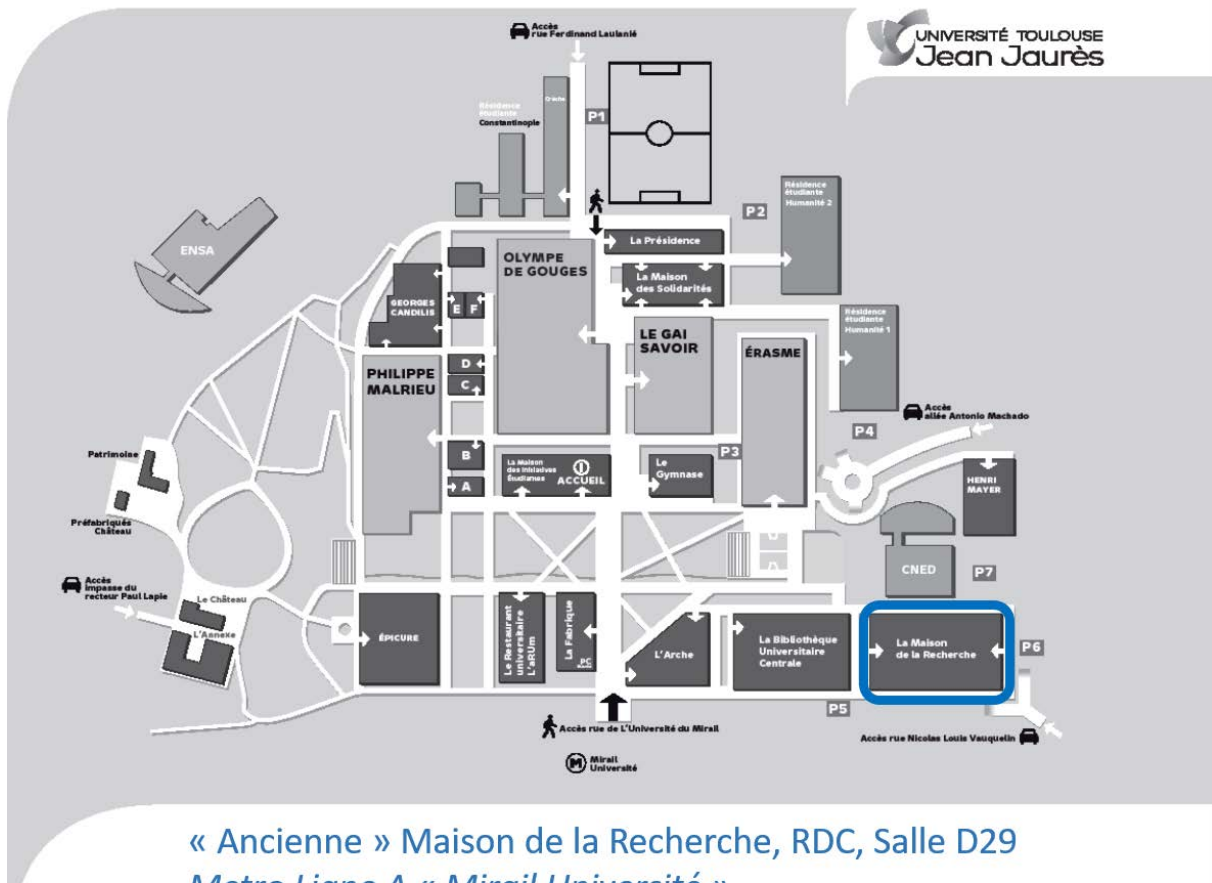 Accès
rue Ferdinand Laulanié
UNIVERSITÉ TOULOUSE
Jean Jaurès
Résidence
étudiante
Constantinople
Crèche
P1
ENSA
P2
Résidence
étudiante
Humanité 2
La Présidence
OLYMPE
DE GOUGES
La Maison
des Solidarités
GEORGES
CANDILIS
E
F
LE GAI
SAVOIR
Résidence
étudiante
Humanité 1
ÉRASME
PHILIPPE
MALRIEU
D
C
Accès
allée Antonio Machado
P4
P3
Patrimoine
B
La Maison
des Initiatives
Étudiantes
ACCUEIL
Le
Gymnase
A
HENRI
MAYER
Préfabriqués
Château
CNED
P7
Accès
impasse du
recteur Paul Lapie
Le Château
L'Annexe
ÉPICURE
Le Restaurant
universitaire
L'aRUm
La Fabrique
PC
L'Arche
La Bibliothèque
Universitaire
Centrale
La Maison
de la Recherche
P6
P5
Accès rue de L'Université du Mirail
Accès rue Nicolas Louis Vauquelin
M
Mirail
Université
« Ancienne » Maison de la Recherche, RDC, Salle D29
Metro Ligne A « Mirail Université »